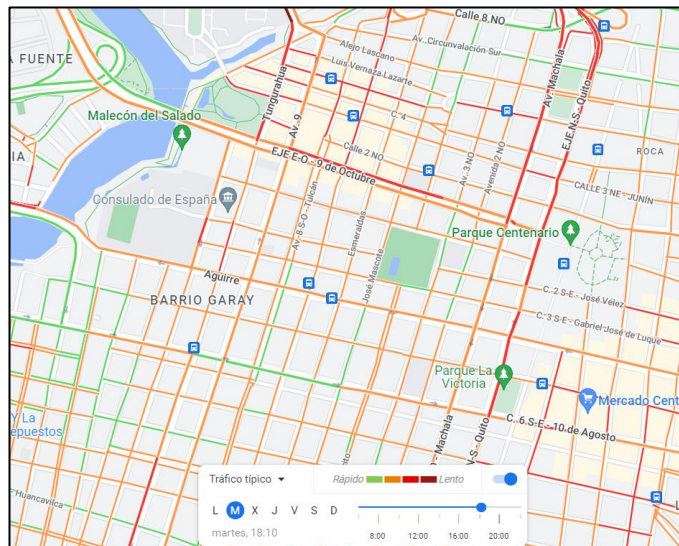 Calle 8 NO
Av. Circunvalación Sur
Alejo Lascano
Luis Vernaza Lazarte
A FUENTE
Tungurahua
Av. 9
Av. Machala
EJE N-S - Quito
Malecón del Salado
C. 4
Calle 2 NO
EJE E-O - 9 de Octubre
ROCA
IA
Av. 3 NO
Avenida 2 NO
CALLE 3 NE - JUNÍN
Consulado de España
Av. 8 S-O - Tulcán
Esmeraldas
José Mascote
Parque Centenario
Aguirre
BARRIO GARAY
C. 2 S-E - José Vélez
C. 3 S-E - Gabriel José de Luque
Parque La
Victoria
Mercado Cent
C. 6 S-E - 10 de Agosto
Y La
epuestos
- Machala
N-S - Quito
Huancavilca
L
Tráfico típico
Rápido
Lento
L M X J V S D
martes, 18:10
8:00 12:00 16:00 20:00